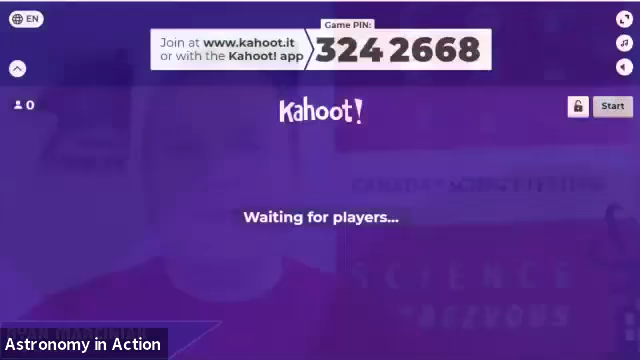 EN
Game PIN:
Join at www.kahoot.it
or with the Kahoot! app
324 2668
0
Kahoot!
Start
Waiting for players...
SCIENCE
Astronomy in Action